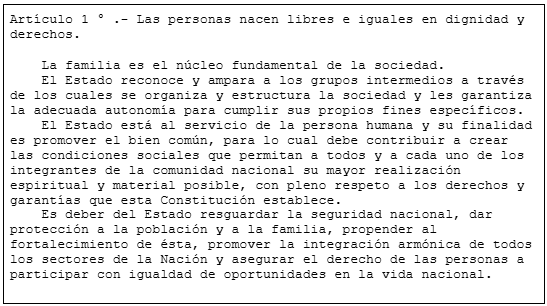 Artículo 1 º .- Las personas nacen libres e iguales en dignidad y
derechos.
La familia es el núcleo fundamental de la sociedad.
El Estado reconoce y ampara a los grupos intermedios a través
de los cuales se organiza y estructura la sociedad y les garantiza
la adecuada autonomía para cumplir sus propios fines específicos.
El Estado está al servicio de la persona humana y su finalidad
es promover el bien común, para lo cual debe contribuir a crear
las condiciones sociales que permitan a todos y a cada uno de los
integrantes de la comunidad nacional su mayor realización
espiritual y material posible, con pleno respeto a los derechos y
garantías que esta Constitución establece.
Es deber del Estado resguardar la seguridad nacional, dar
protección a la población y a la familia, propender al
fortalecimiento de ésta, promover la integración armónica de todos
los sectores de la Nación y asegurar el derecho de las personas a
participar con igualdad de oportunidades en la vida nacional.